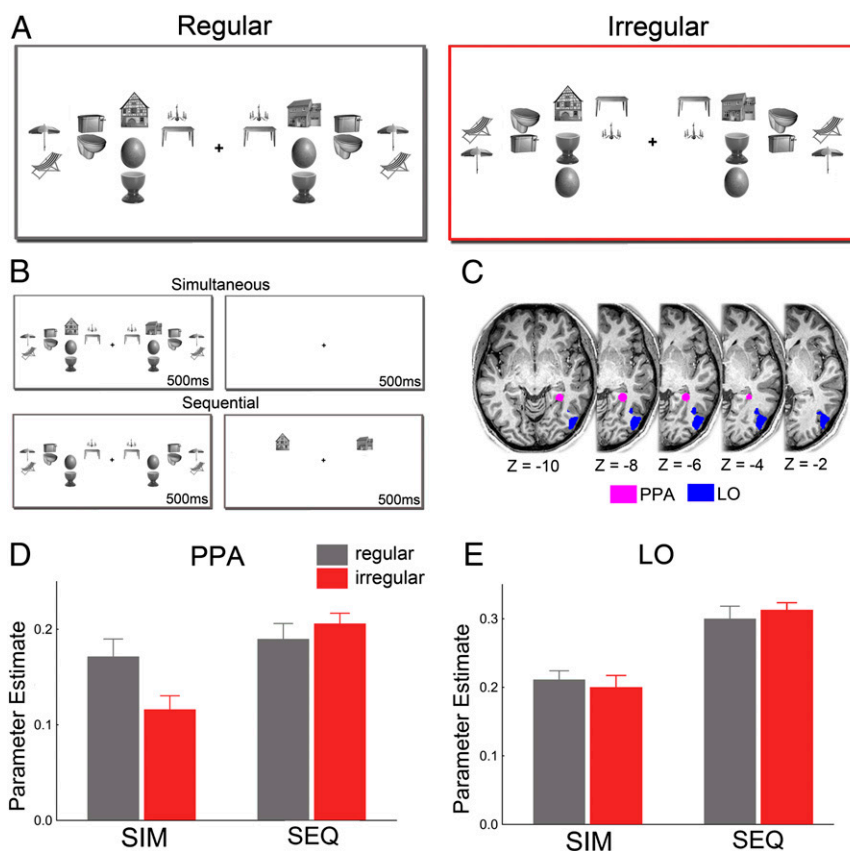 A
Regular
Irregular
+
+
B
Simultaneous
+
500ms
+
500ms
Sequential
+
500ms
+
500ms
C
Z = -10
Z = -8
Z = -6
Z = -4
Z = -2
PPA
LO
D
PPA
regular
irregular
Parameter Estimate
0.2
0.1
0.0
SIM
SEQ
E
LO
Parameter Estimate
0.3
0.2
0.0
SIM
SEQ